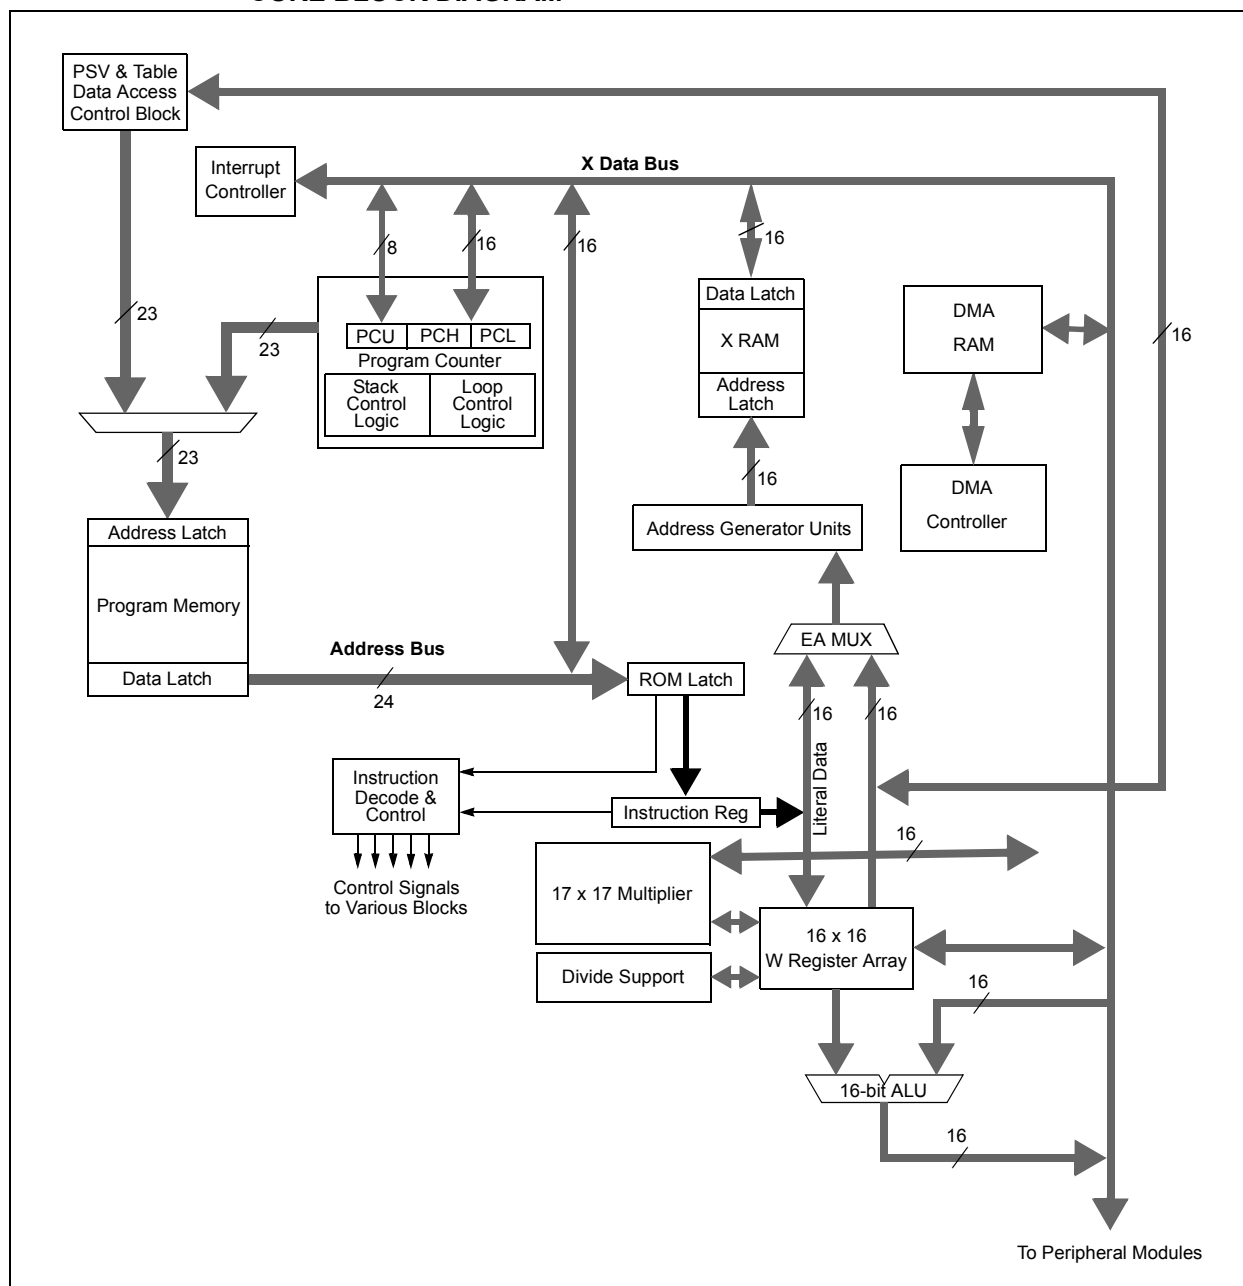 CORE BLOCK DIAGRAM
PSV & Table
Data Access
Control Block
Interrupt
Controller
X Data Bus
8
16
16
16
23
23
PCU
PCH
PCL
Program Counter
Stack
Control
Logic
Loop
Control
Logic
Data Latch
X RAM
Address
Latch
DMA
RAM
16
23
16
DMA
Controller
Address Latch
Program Memory
Data Latch
Address Generator Units
EA MUX
Address Bus
24
ROM Latch
16
16
Literal Data
Instruction
Decode &
Control
Instruction Reg
16
Control Signals
to Various Blocks
17 x 17 Multiplier
16 x 16
W Register Array
Divide Support
16
16-bit ALU
16
To Peripheral Modules